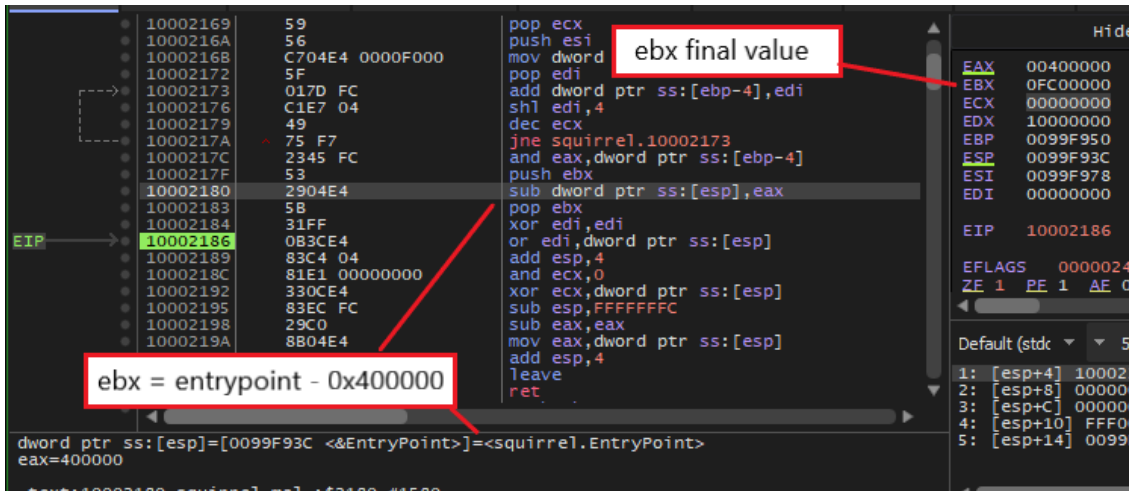 10002169 59 pop ecx
1000216A 56 push esi
1000216B C704E4 0000F000 mov dword
10002172 5F pop edi
10002173 017D FC add dword ptr ss:[ebp-4],edi
10002176 C1E7 04 shl edi,4
10002179 49 dec ecx
1000217A ^ 75 F7 jne squirrel.10002173
1000217C 2345 FC and eax,dword ptr ss:[ebp-4]
1000217F 53 push ebx
10002180 2904E4 sub dword ptr ss:[esp],eax
10002183 5B pop ebx
10002184 31FF xor edi,edi
EIP 10002186 0B3CE4 or edi,dword ptr ss:[esp]
10002189 83C4 04 add esp,4
1000218C 81E1 00000000 and ecx,0
10002192 330CE4 xor ecx,dword ptr ss:[esp]
10002195 83EC FC sub esp,FFFFFFFC
10002198 29C0 sub eax,eax
1000219A 8B04E4 mov eax,dword ptr ss:[esp]
add esp,4
leave
ret
ebx final value
ebx = entrypoint - 0x400000
Hide
EAX 00400000
EBX 0FC00000
ECX 00000000
EDX 10000000
EBP 0099F950
ESP 0099F93C
ESI 0099F978
EDI 00000000
EIP 10002186
EFLAGS 0000024
ZF 1 PF 1 AF 0
Default (stdc 5
1: [esp+4] 10002
2: [esp+8] 00000
3: [esp+C] 00000
4: [esp+10] FFF0
5: [esp+14] 0099
dword ptr ss:[esp]=[0099F93C <&EntryPoint>]=<squirrel.EntryPoint>
eax=400000